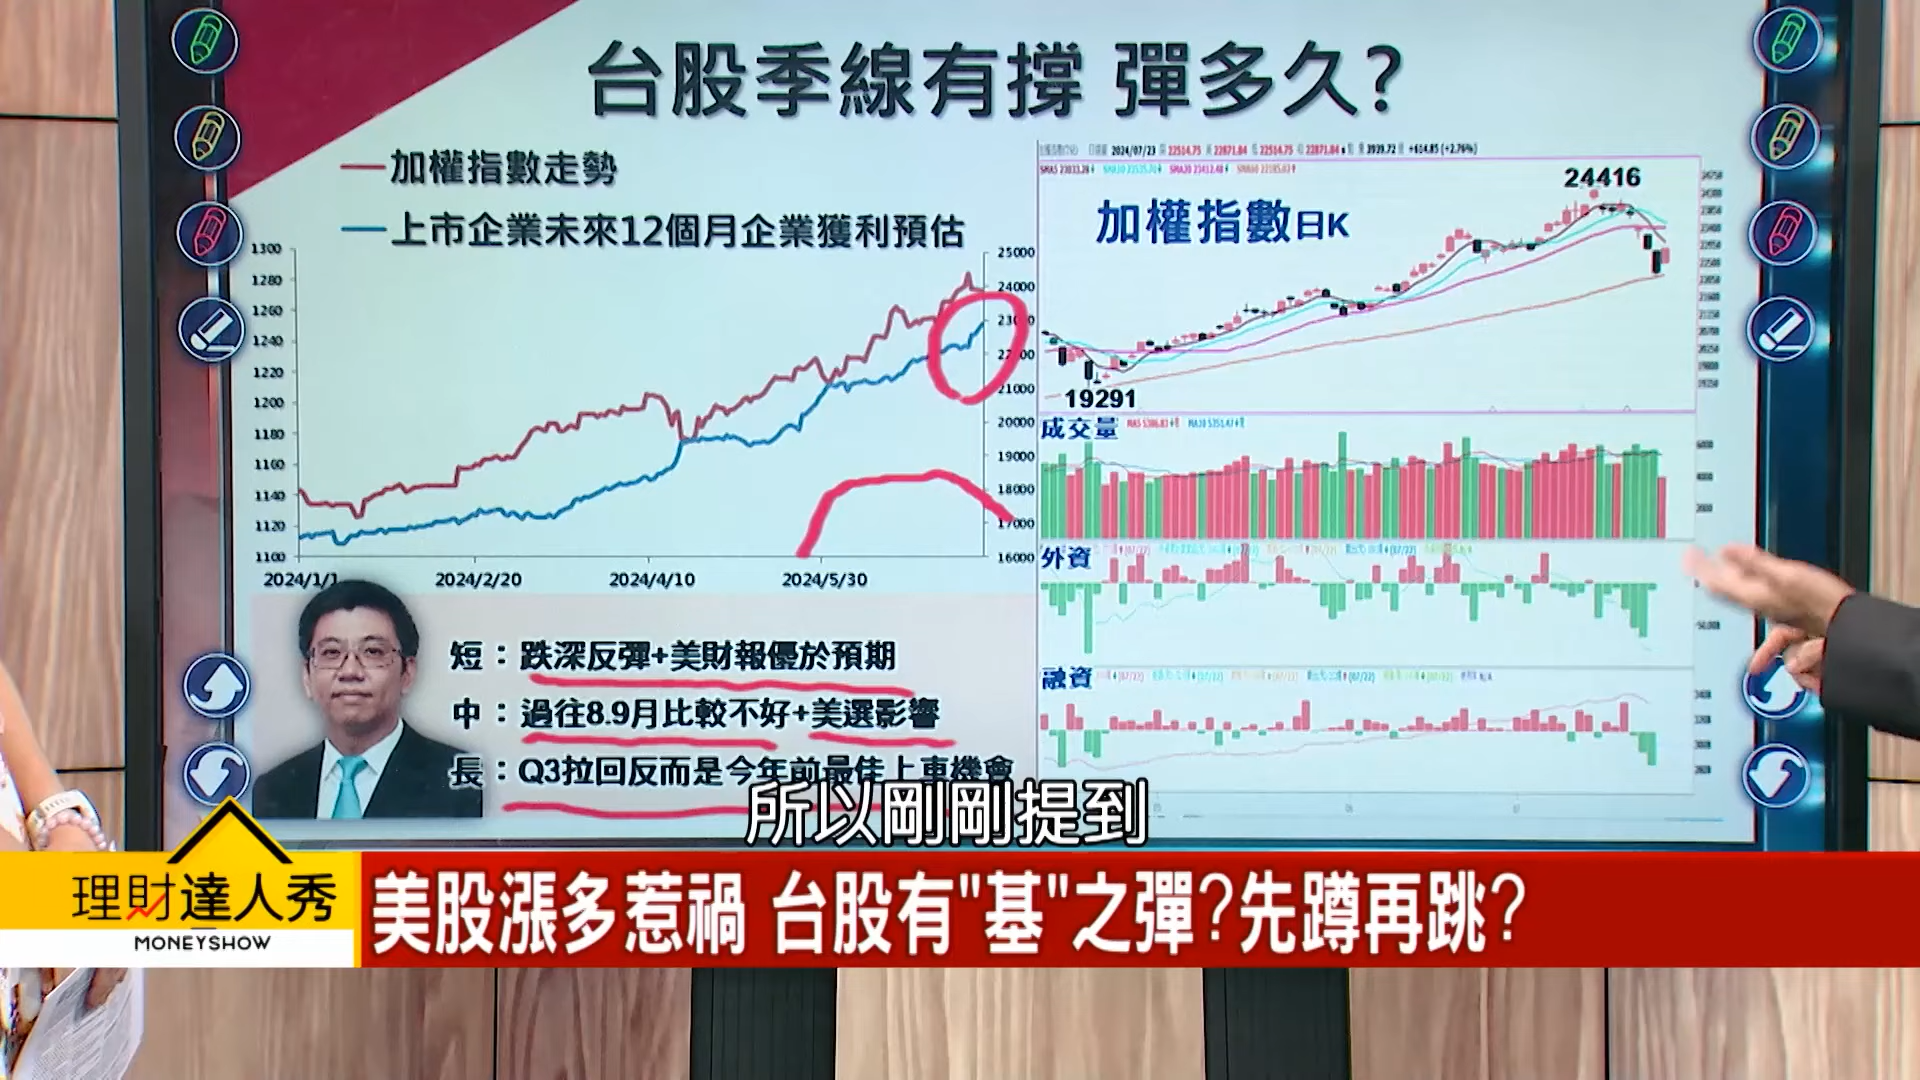 台股季線有撐 彈多久?
加權指數走勢
上市企業未來12個月企業獲利預估
1300
1280
1260
1240
1220
1200
1180
1160
1140
1120
1100
25000
24000
22000
21000
20000
19000
18000
17000
16000
2024/1/1
2024/2/20
2024/4/10
2024/5/30
2024/07/23
24416
加權指數日K
19291
成交量
外資
融資
短：跌深反彈+美財報優於預期
中：過往8.9月比較不好+美選影響
長：Q3拉回反而是今年前最佳上車機會
所以剛剛提到
理財達人秀
MONEYSHOW
美股漲多惹禍 台股有"基"之彈?先蹲再跳?